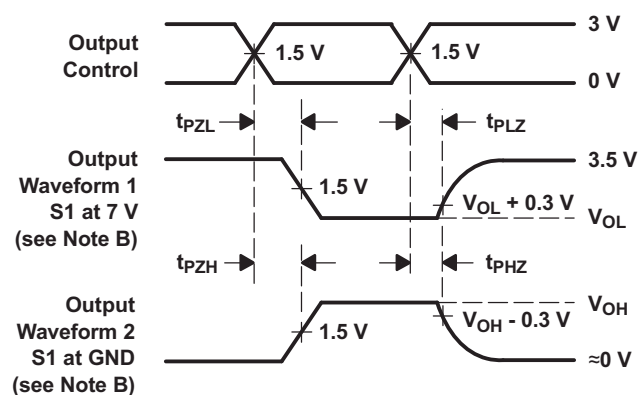 Output
Control
1.5 V
1.5 V
3 V
0 V
tPZL
tPLZ
Output
Waveform 1
S1 at 7 V
(see Note B)
1.5 V
3.5 V
VOL + 0.3 V
VOL
tPZH
tPHZ
Output
Waveform 2
S1 at GND
(see Note B)
1.5 V
VOH
VOH - 0.3 V
≈0 V